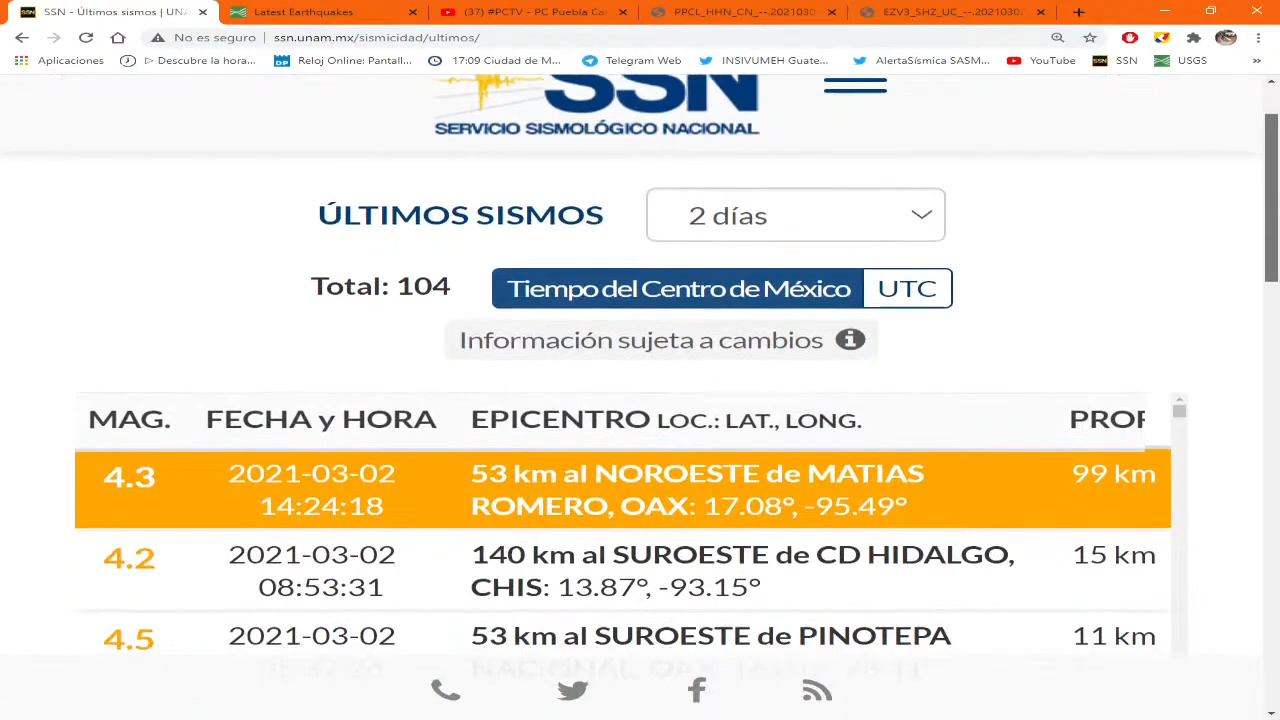 SSN - Últimos sismos | UNA
Latest Earthquakes
(37) #PCTV - PC Puebla Ca
PPCL_HHN_CN_--.2021030
EZV3_SHZ_UC_--.2021030
No es seguro | ssn.unam.mx/sismicidad/ultimos/
Aplicaciones
▷ Descubre la hora...
Reloj Online: Pantall...
1709 Ciudad de M...
Telegram Web
INSIVUMEH Guate...
AlertaSísmica SASM...
YouTube
SSN
USGS
»
SSN
SERVICIO SISMOLÓGICO NACIONAL
ÚLTIMOS SISMOS
2 días
Total: 104
Tiempo del Centro de México
UTC
Información sujeta a cambios
MAG. FECHA y HORA EPICENTRO LOC.: LAT., LONG. PROF
4.3 2021-03-02 53 km al NOROESTE de MATIAS 99 km
14:24:18 ROMERO, OAX: 17.08°, -95.49°
4.2 2021-03-02 140 km al SUROESTE de CD HIDALGO, 15 km
08:53:31 CHIS: 13.87°, -93.15°
4.5 2021-03-02 53 km al SUROESTE de PINOTEPA 11 km
NACIONAL, OAX: